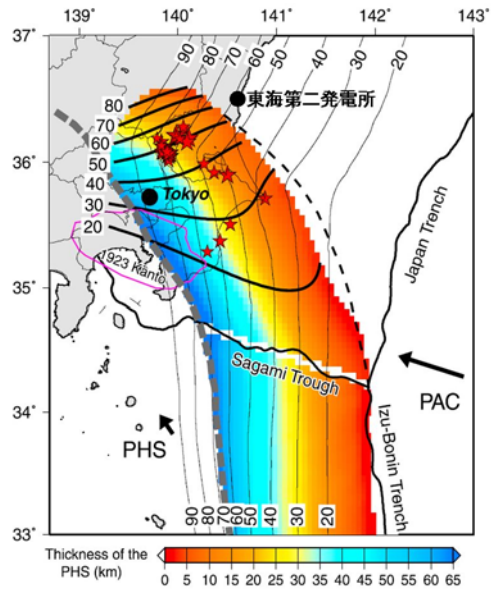 139° 140° 141° 142° 143°
37°
36°
35°
34°
33°
90 80 70 60 50 40 30 20
80
70
60
50
40
30
20
東海第二発電所
Tokyo
1923 Kanto
Japan Trench
Sagami Trough
PAC
PHS
Izu-Bonin Trench
90 80 70 60 50 40 30 20
Thickness of the
PHS (km)
0 5 10 15 20 25 30 35 40 45 50 55 60 65